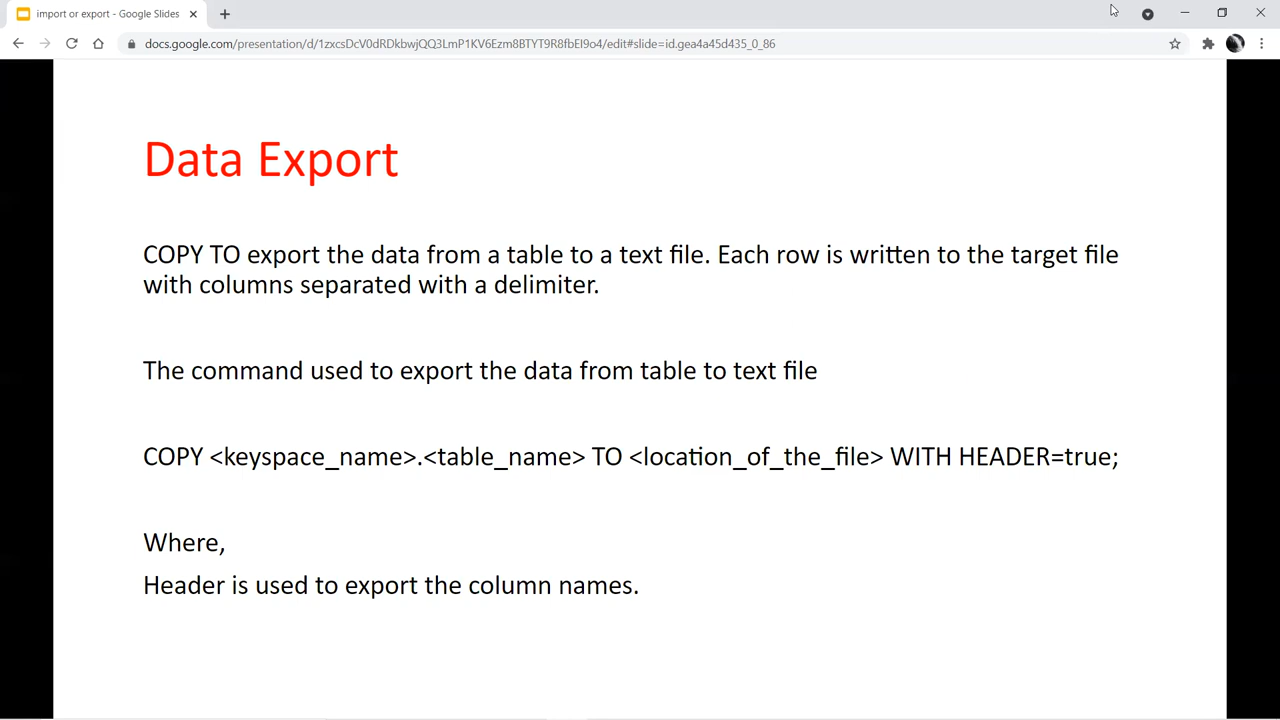 import or export - Google Slides
docs.google.com/presentation/d/1zxcsDcV0dRDkbwjQQ3LmP1KV6Ezm8BTYT9R8fbEI9o4/edit#slide=id.gea4a45d435_0_86
Data Export
COPY TO export the data from a table to a text file. Each row is written to the target file
with columns separated with a delimiter.
The command used to export the data from table to text file
COPY <keyspace_name>.<table_name> TO <location_of_the_file> WITH HEADER=true;
Where,
Header is used to export the column names.